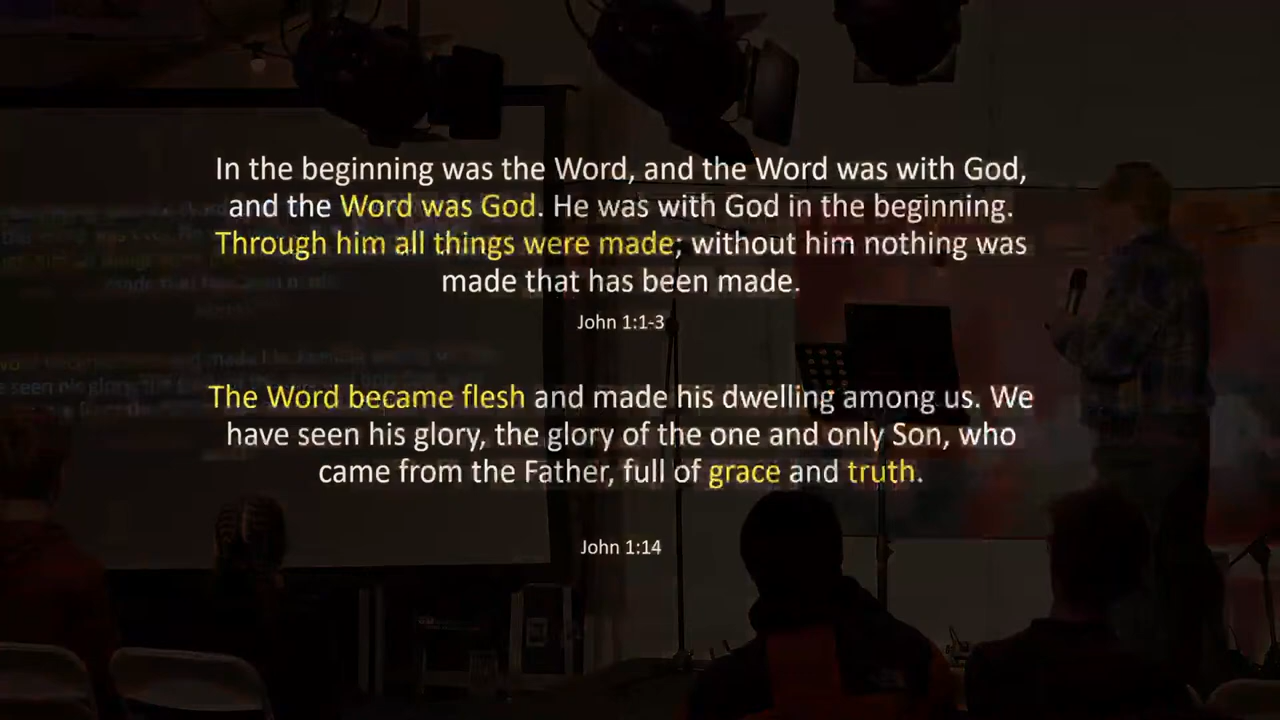 In the beginning was the Word, and the Word was with God,
and the Word was God. He was with God in the beginning.
Through him all things were made; without him nothing was
made that has been made.
John 1:1-3
The Word became flesh and made his dwelling among us. We
have seen his glory, the glory of the one and only Son, who
came from the Father, full of grace and truth.
John 1:14